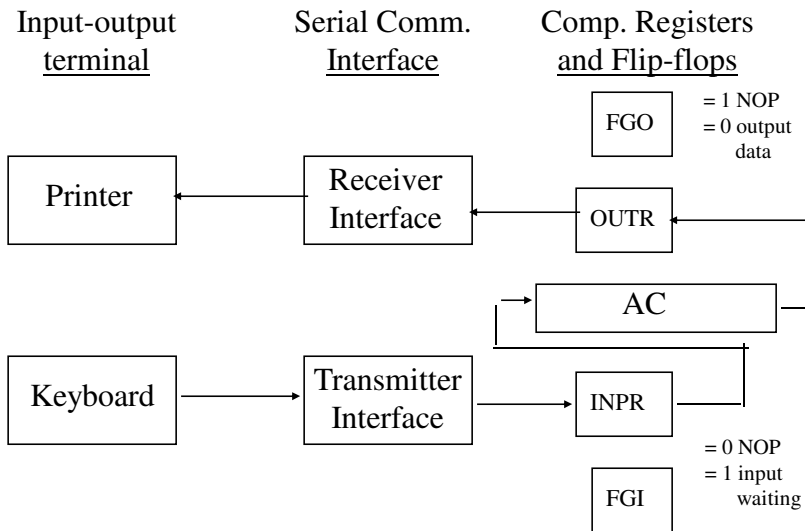 Input-output
terminal
Serial Comm.
Interface
Comp. Registers
and Flip-flops
FGO
= 1 NOP
= 0 output
data
Printer
Receiver
Interface
OUTR
AC
Keyboard
Transmitter
Interface
INPR
= 0 NOP
= 1 input
waiting
FGI